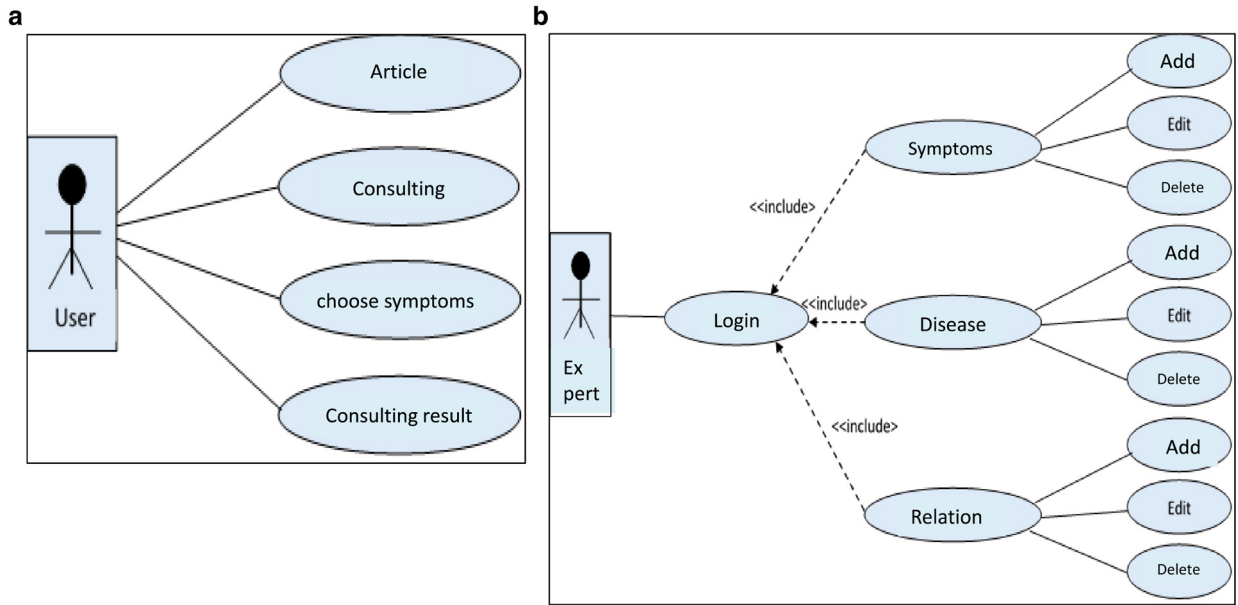 a
Article
Consulting
choose symptoms
Consulting result
User
b
Add
Edit
Delete
Symptoms
<<include>
Add
Edit
Delete
<<include>
Login
Disease
Ex
pert
<<include>
Add
Edit
Delete
Relation